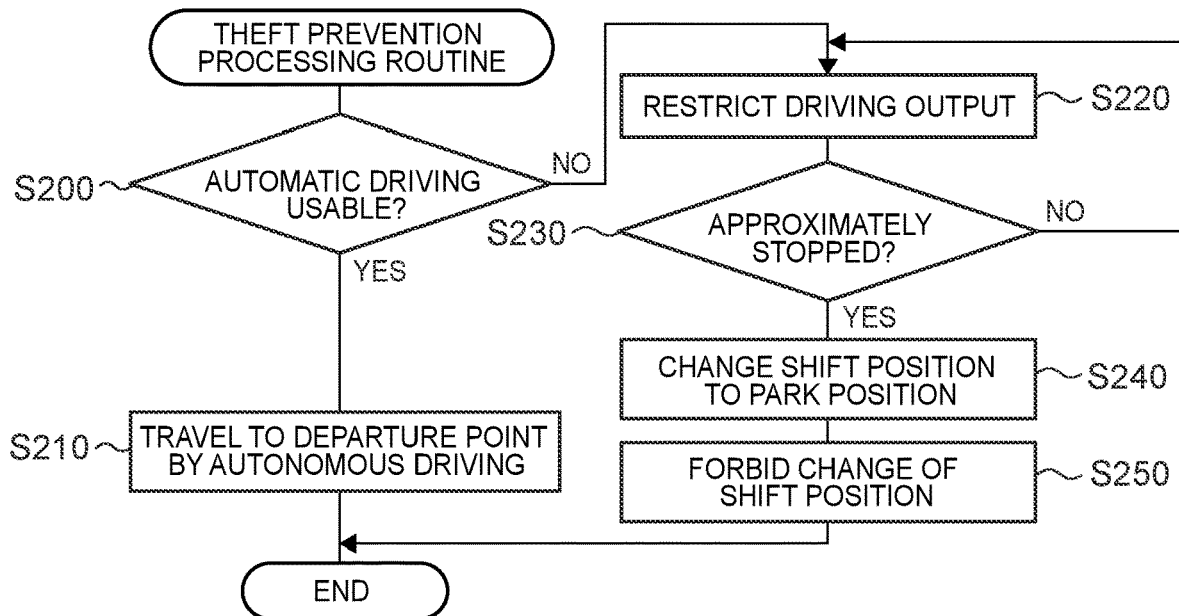 THEFT PREVENTION
PROCESSING ROUTINE
S200
AUTOMATIC DRIVING
USABLE?
NO
YES
S210
TRAVEL TO DEPARTURE POINT
BY AUTONOMOUS DRIVING
RESTRICT DRIVING OUTPUT
S220
S230
APPROXIMATELY
STOPPED?
NO
YES
CHANGE SHIFT POSITION
TO PARK POSITION
S240
FORBID CHANGE OF
SHIFT POSITION
S250
END